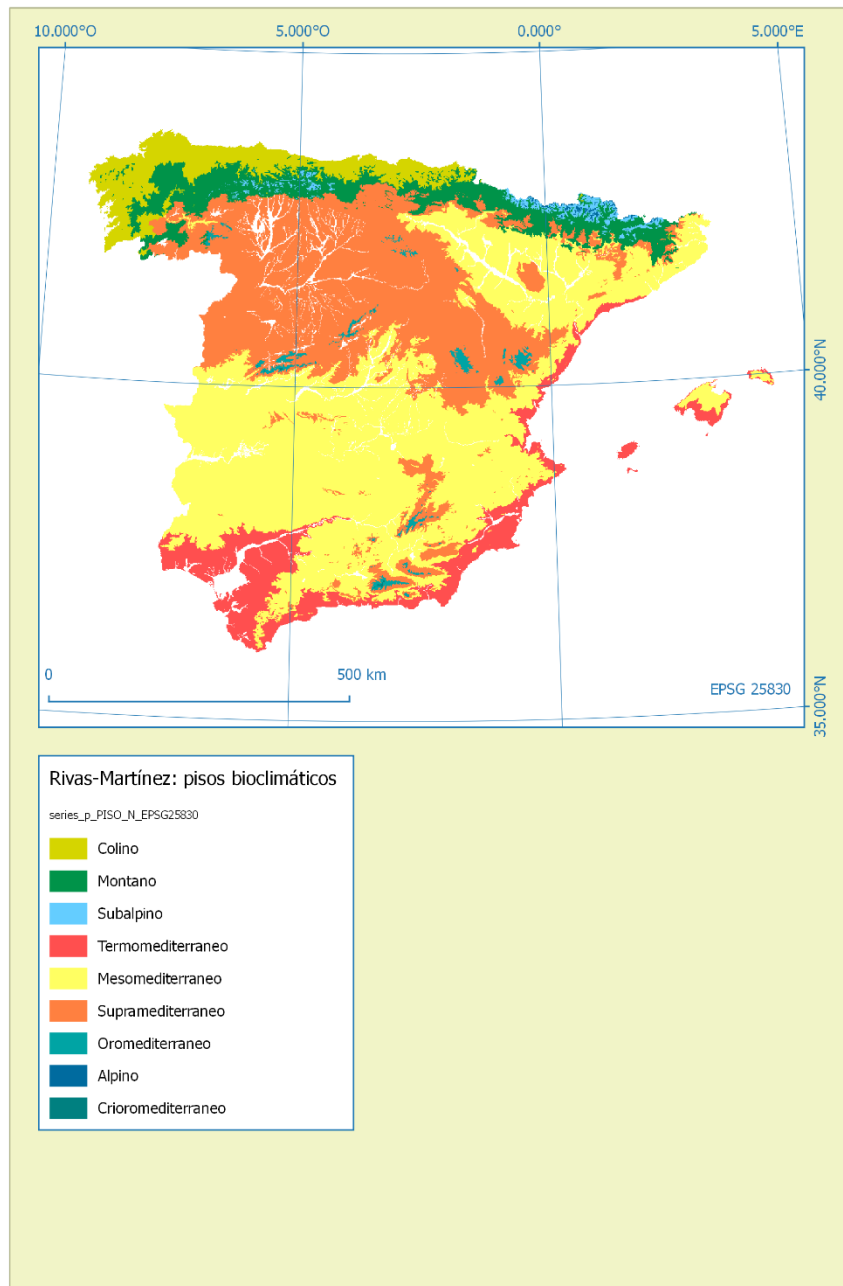 10.000°O 5.000°O 0.000° 5.000°E
40.000°N
0 500 km
EPSG 25830
35.000°N
Rivas-Martínez: pisos bioclimáticos
series_p_PISO_N_EPSG25830
Colino
Montano
Subalpino
Termomediterraneo
Mesomediterraneo
Supramediterraneo
Oromediterraneo
Alpino
Crioromediterraneo